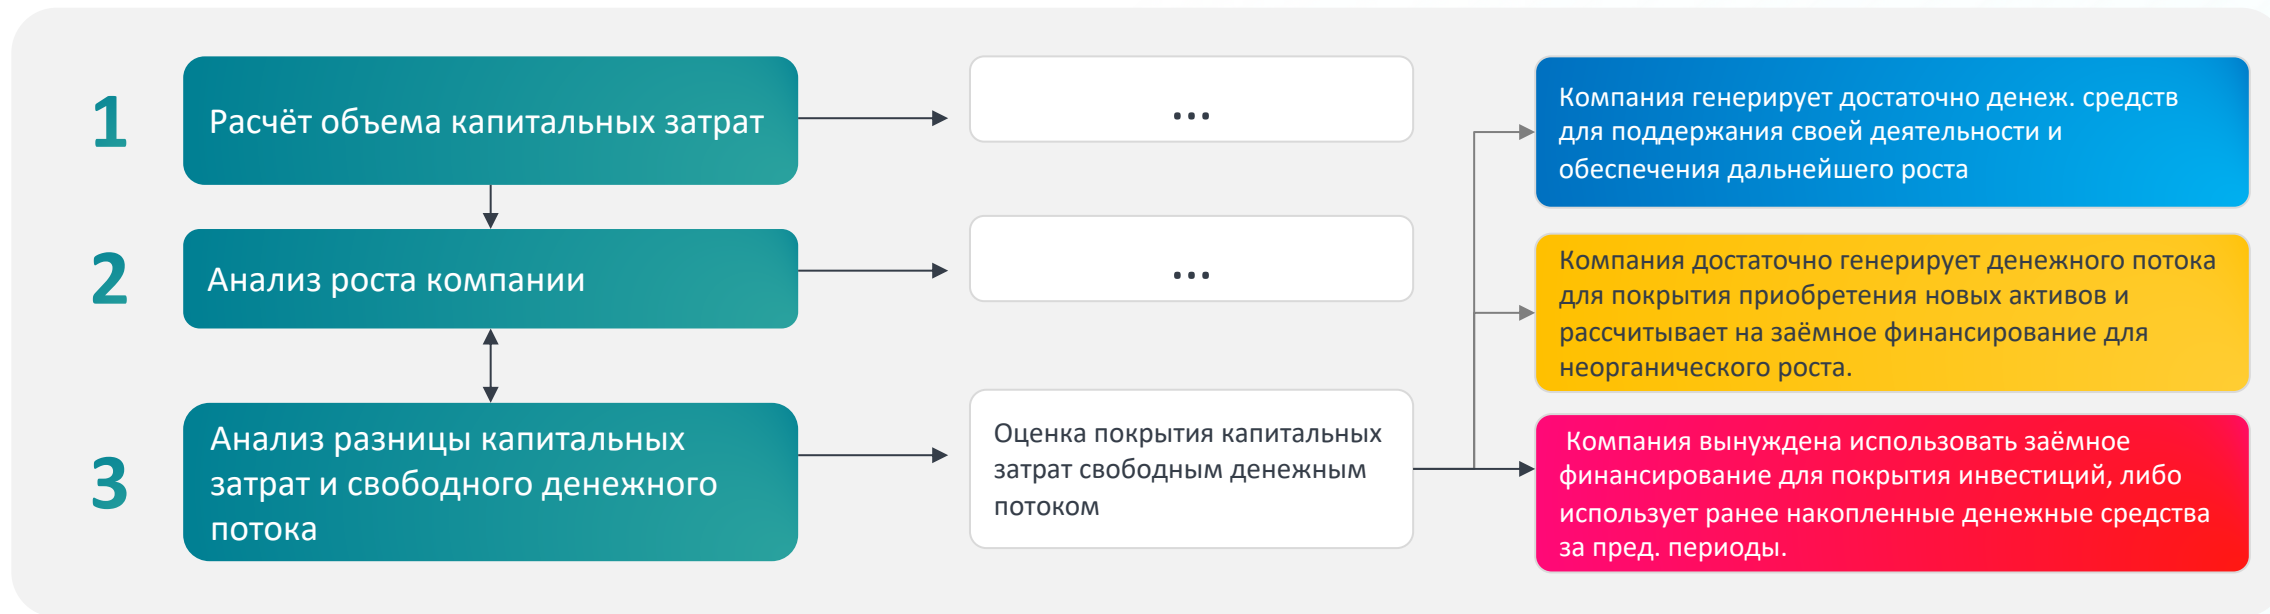 1
Расчёт объема капитальных затрат
...
Компания генерирует достаточно денеж. средств
для поддержания своей деятельности и
обеспечения дальнейшего роста
2
Анализ роста компании
...
Компания достаточно генерирует денежного потока
для покрытия приобретения новых активов и
рассчитывает на заёмное финансирование для
неорганического роста.
3
Анализ разницы капитальных
затрат и свободного денежного
потока
Оценка покрытия капитальных
затрат свободным денежным
потоком
Компания вынуждена использовать заёмное
финансирование для покрытия инвестиций, либо
использует ранее накопленные денежные средства
за пред. периоды.